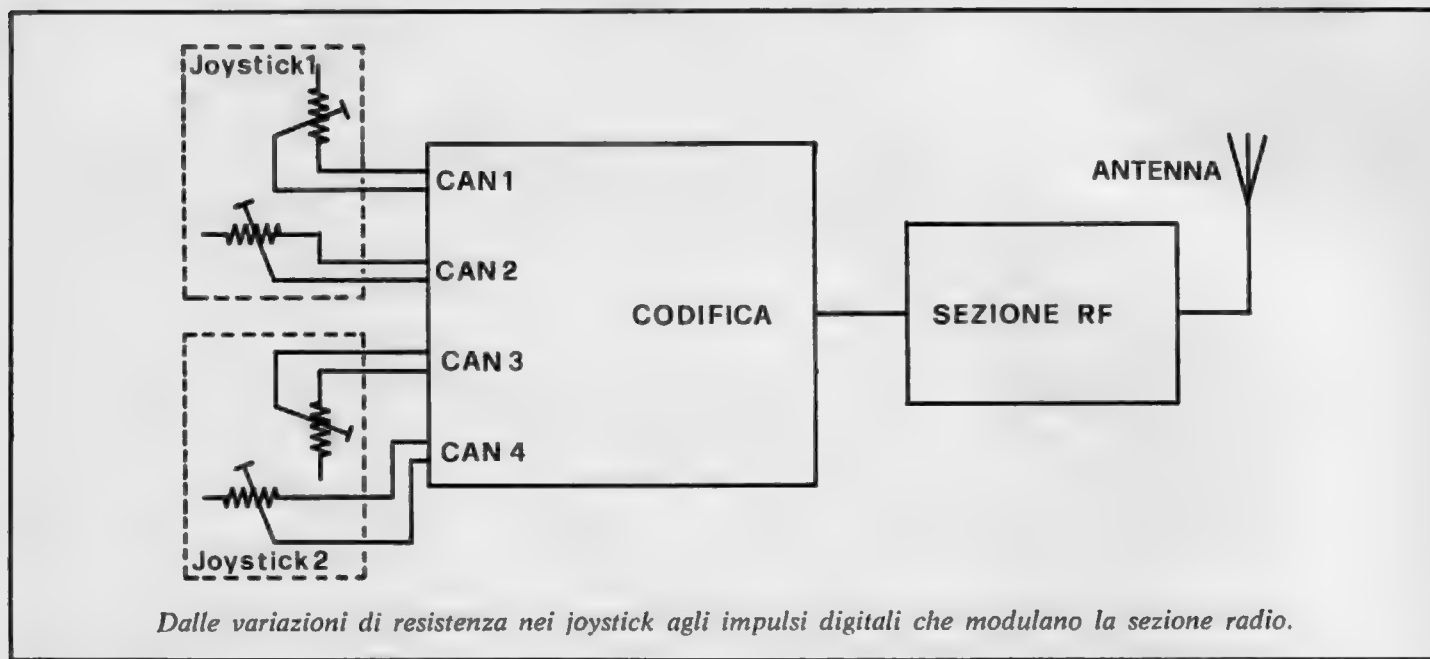 Joystick1
CAN 1
CAN 2
CODIFICA
SEZIONE RF
ANTENNA
CAN 3
CAN 4
Joystick2
Dalle variazioni di resistenza nei joystick agli impulsi digitali che modulano la sezione radio.